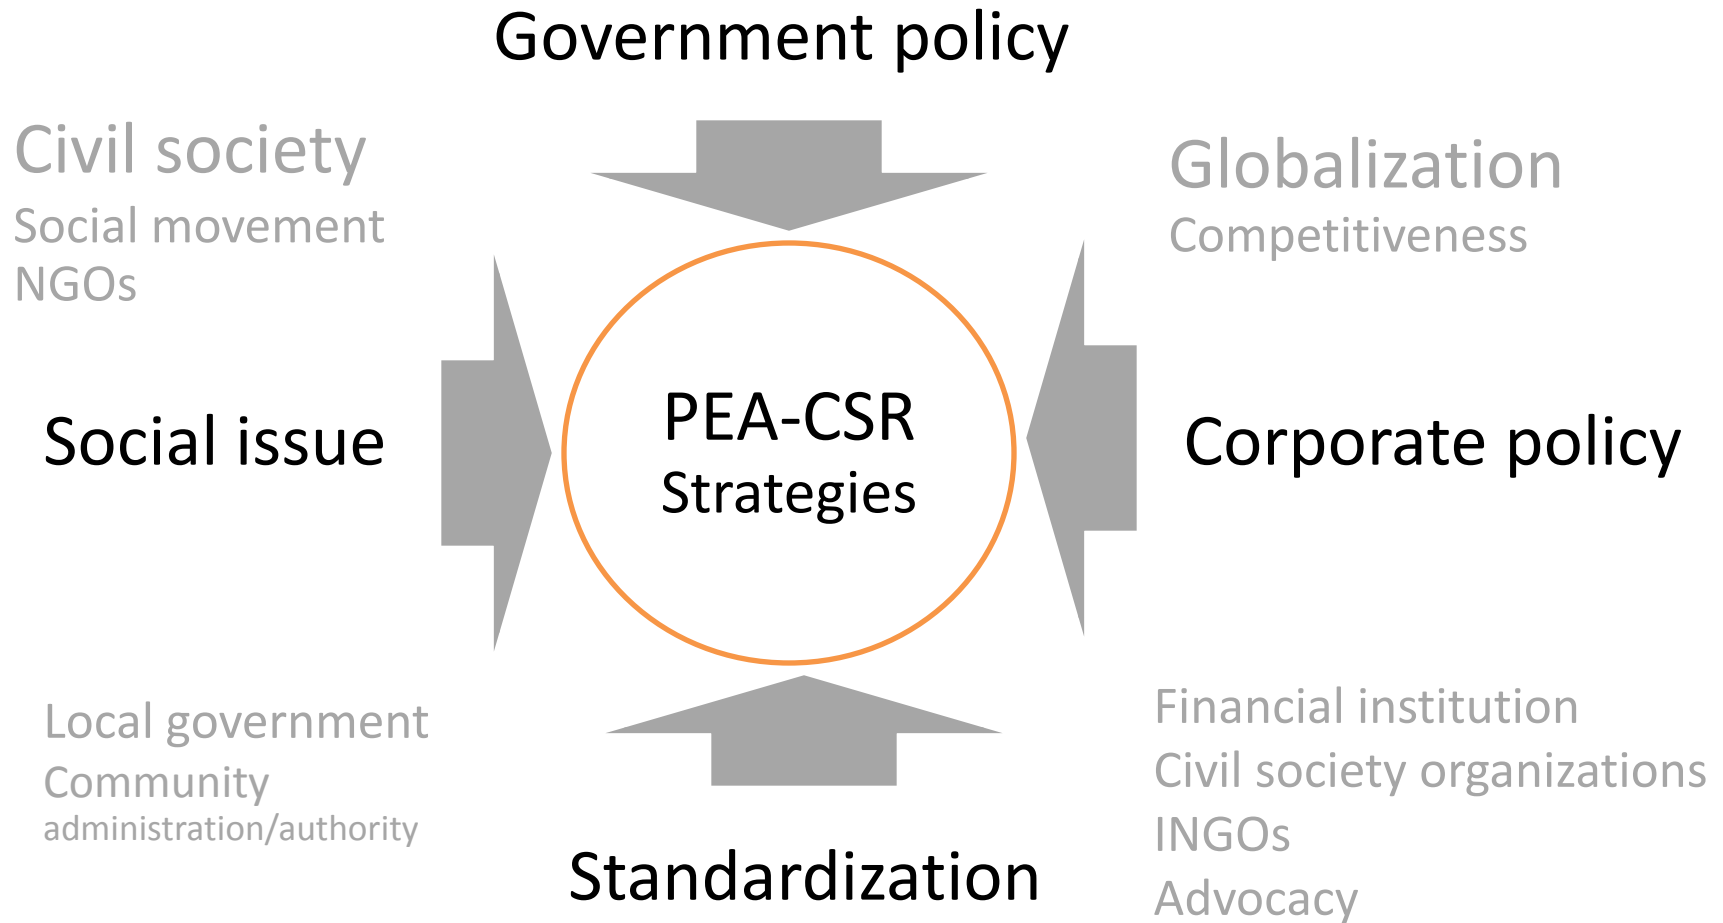 Government policy
Civil society
Social movement
NGOs
Globalization
Competitiveness
Social issue
PEA-CSR
Strategies
Corporate policy
Local government
Community
administration/authority
Standardization
Financial institution
Civil society organizations
INGOs
Advocacy